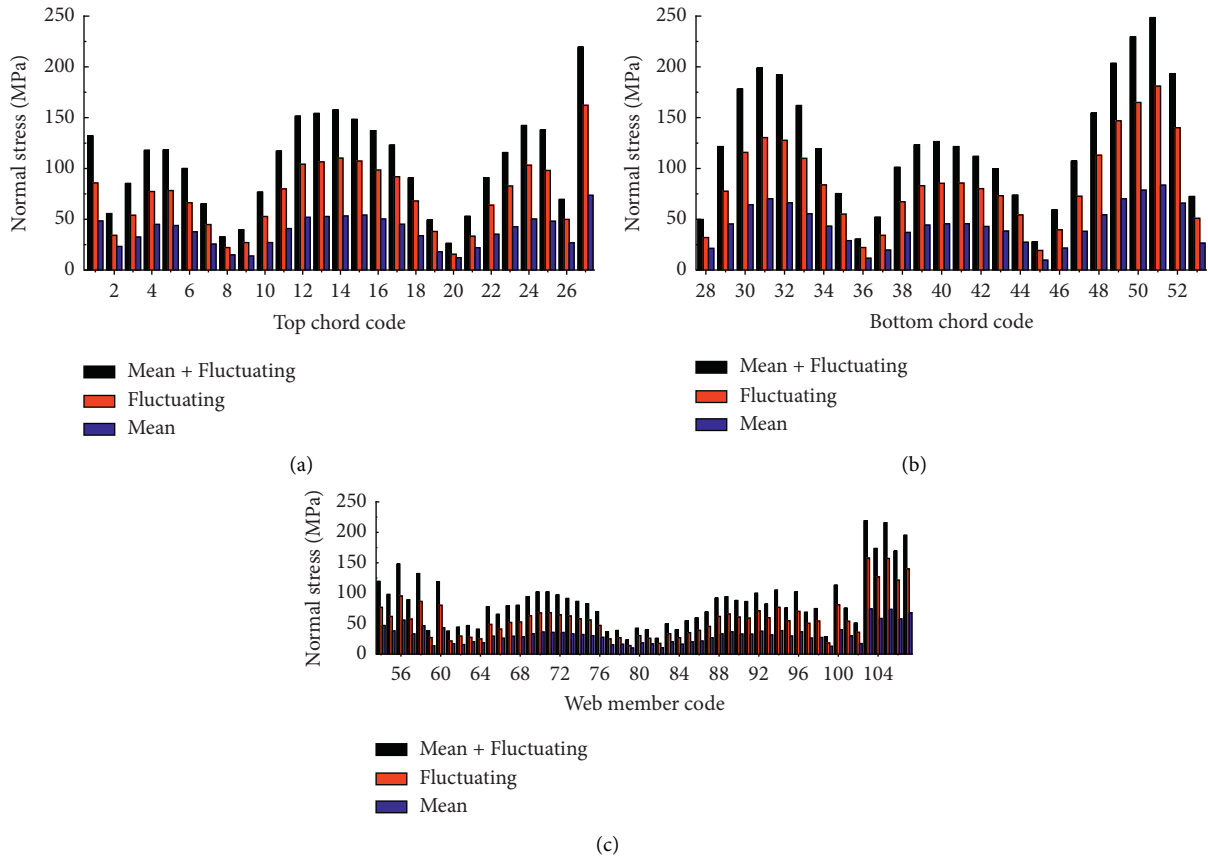 250
200
150
100
50
0
Normal stress (MPa)
2 4 6 8 10 12 14 16 18 20 22 24 26
Top chord code
Mean + Fluctuating
Fluctuating
Mean
(a)
250
200
150
100
50
0
Normal stress (MPa)
28 30 32 34 36 38 40 42 44 46 48 50 52
Bottom chord code
Mean + Fluctuating
Fluctuating
Mean
(b)
250
200
150
100
50
0
Normal stress (MPa)
56 60 64 68 72 76 80 84 88 92 96 100 104
Web member code
Mean + Fluctuating
Fluctuating
Mean
(c)